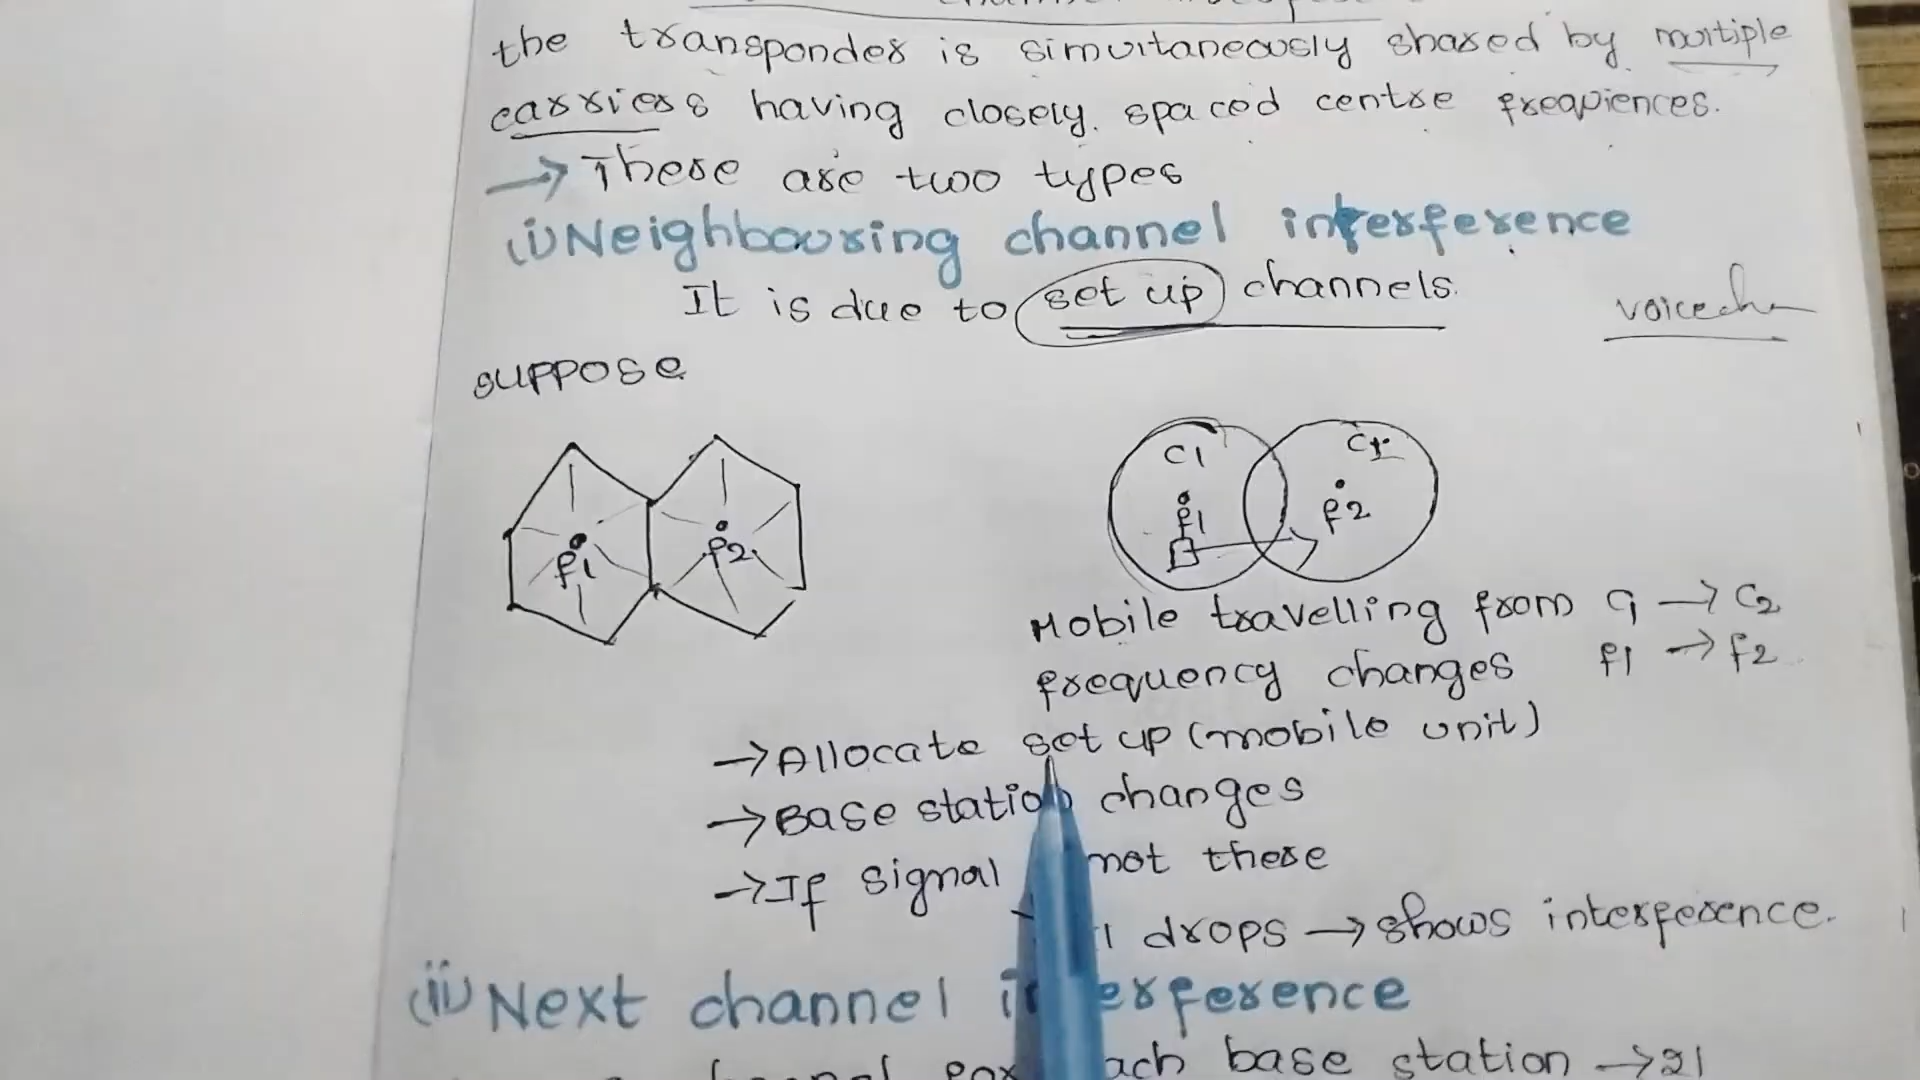 the transponder is simultaneously shared by multiple
carriers having closely spaced centre freqviences.
→ There are two types
(i) Neighbouring channel interference
It is due to set up channels.
voice
suppose
f1 f2
C1 C2
f1 f2
Mobile travelling from C1 → C2
frequency changes f1 → f2
→ Allocate set up (mobile unit)
→ Base station changes
→ If signal not there
drops → shows interference.
(ii) Next channel interference
base station → 21